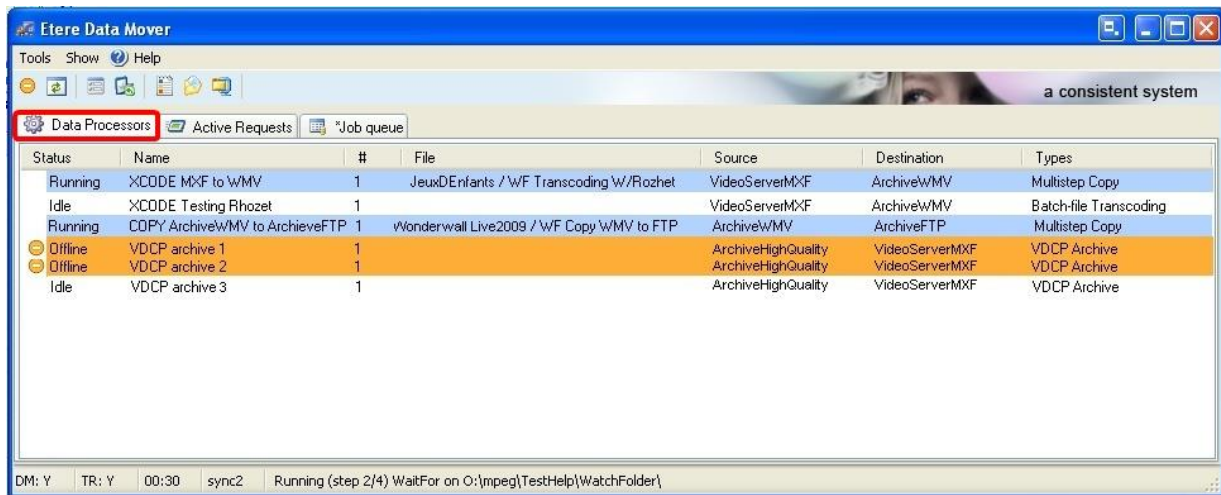 Etere Data Mover
Tools Show Help
a consistent system
Data Processors Active Requests *Job queue
Status Name # File Source Destination Types
Running XCODE MXF to WMV 1 JeuxDEnfants / WF Transcoding W/Rozhet VideoServerMXF ArchiveWMV Multistep Copy
Idle XCODE Testing Rhozet 1 VideoServerMXF ArchiveWMV Batch-file Transcoding
Running COPY ArchiveWMV to ArchieveFTP 1 Wonderwall Live2009 / WF Copy WMV to FTP ArchiveWMV ArchiveFTP Multistep Copy
Offline VDCP archive 1 1 ArchiveHighQuality VideoServerMXF VDCP Archive
Offline VDCP archive 2 1 ArchiveHighQuality VideoServerMXF VDCP Archive
Idle VDCP archive 3 1 ArchiveHighQuality VideoServerMXF VDCP Archive
DM: Y TR: Y 00:30 sync2 Running (step 2/4) WaitFor on O:\mpeg\TestHelp\WatchFolder\